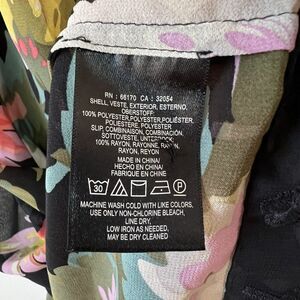 RN : 66170 CA : 32054
SHELL, VESTE, EXTERIOR, ESTERNO,
OBERSTOFF
100% POLYESTER,POLYESTER,POLIÉSTER,
POLIESTERE, POLYESTER
SLIP, COMBINAISON, COMBINACIÓN,
SOTTOVESTE, UNTERKLEID
100% RAYON, RAYONNE, RAYÓN,
RAYON, REYON
MADE IN CHINA/
HECHO EN CHINA/
FABRIQUE EN CHINE
30 P
MACHINE WASH COLD WITH LIKE COLORS,
USE ONLY NON-CHLORINE BLEACH,
LINE DRY,
LOW IRON AS NEEDED,
MAY BE DRY CLEANED